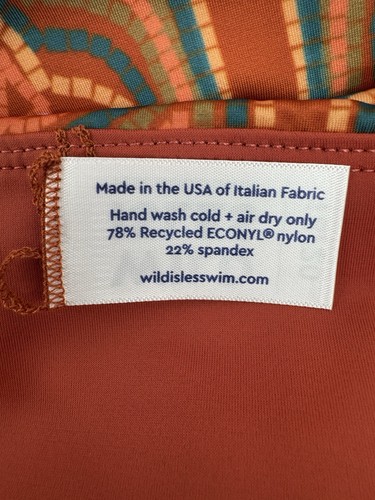 Made in the USA of Italian Fabric
Hand wash cold + air dry only
78% Recycled ECONYL® nylon
22% spandex
wildislesswim.com